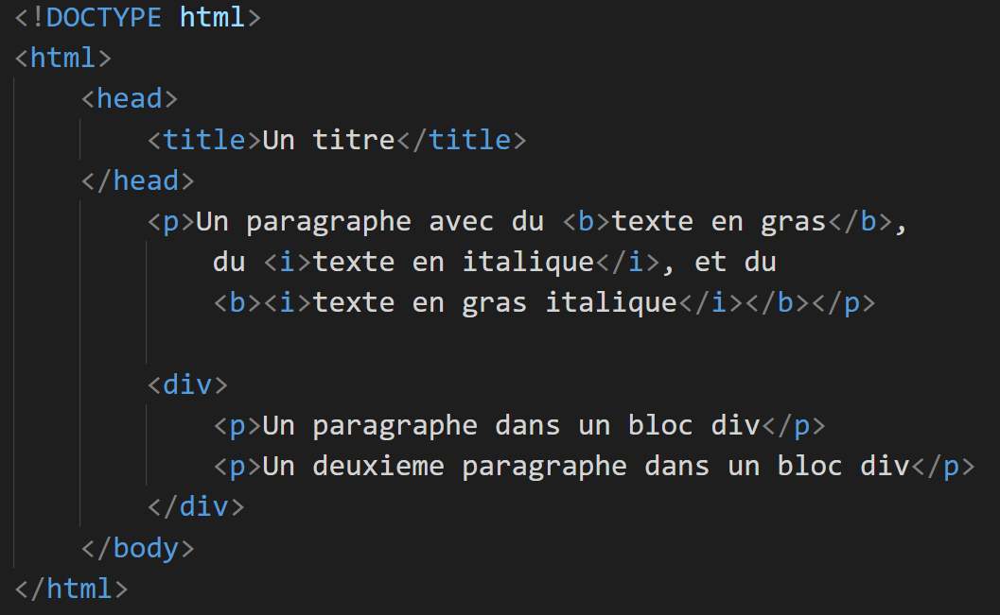 <!DOCTYPE html>
<html>
<head>
<title>Un titre</title>
</head>
<p>Un paragraphe avec du <b>texte en gras</b>,
du <i>texte en italique</i>, et du
<b><i>texte en gras italique</i></b></p>
<div>
<p>Un paragraphe dans un bloc div</p>
<p>Un deuxieme paragraphe dans un bloc div</p>
</div>
</body>
</html>